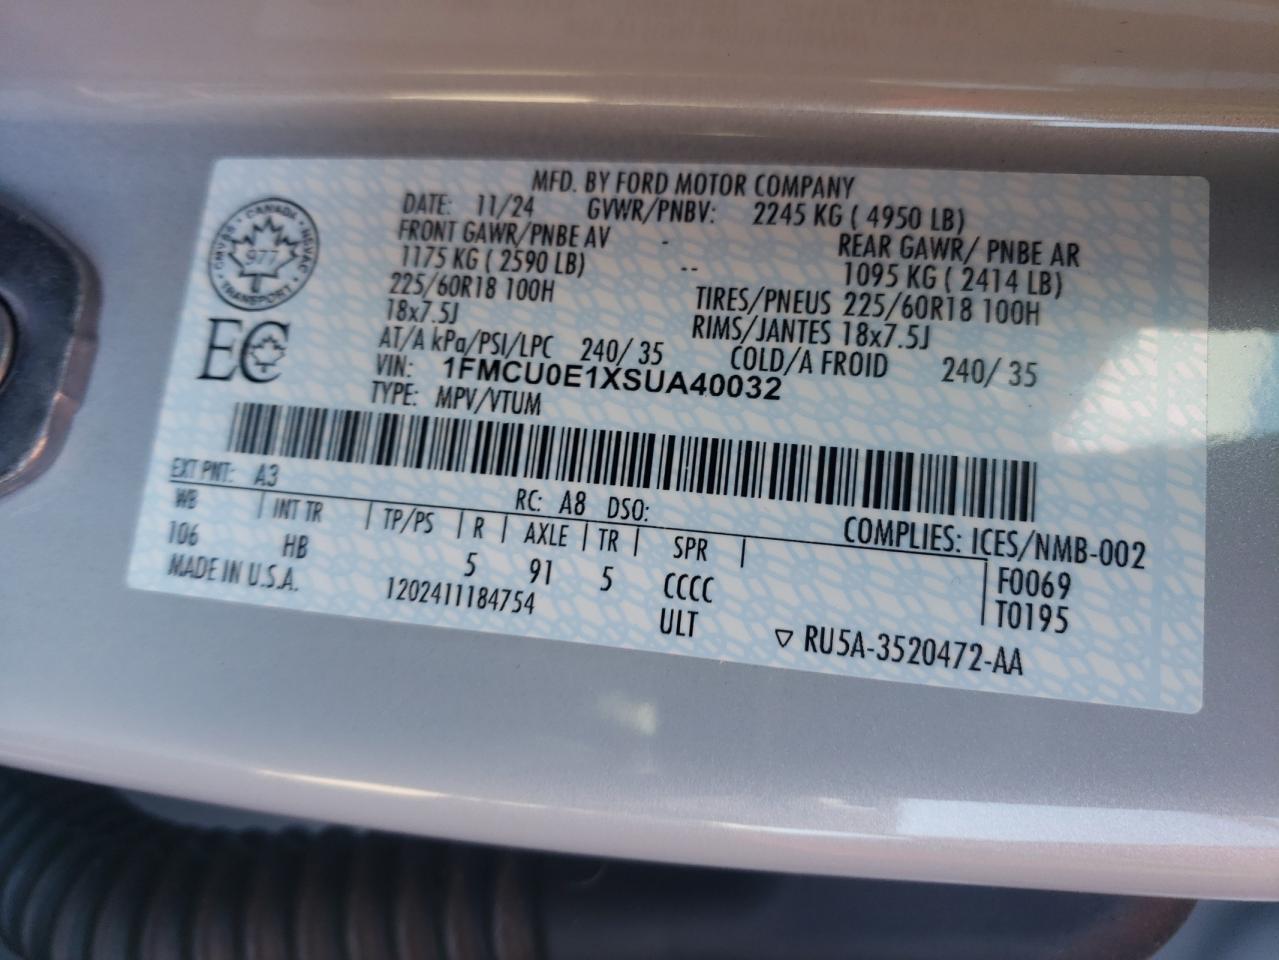 MFD. BY FORD MOTOR COMPANY
DATE: 11/24 GVWR/PNBV: 2245 KG ( 4950 LB)
FRONT GAWR/PNBE AV - REAR GAWR/ PNBE AR
1175 KG ( 2590 LB) -- 1095 KG ( 2414 LB)
225/60R18 100H TIRES/PNEUS 225/60R18 100H
18x7.5J RIMS/JANTES 18x7.5J
AT/A kPa/PSI/LPC 240/ 35 COLD/A FROID 240/ 35
VIN: 1FMCU0E1XSUA40032
TYPE: MPV/VTUM
CANADA
CMVSS NSVAC
977
TRANSPORT
EC
EXT PNT: A3 RC: A8 DSO:
WB | INT TR | TP/PS | R | AXLE | TR | SPR | COMPLIES: ICES/NMB-002
106 HB 5 91 5 CCCC F0069
MADE IN U.S.A. 1202411184754 ULT T0195
▽ RU5A-3520472-AA